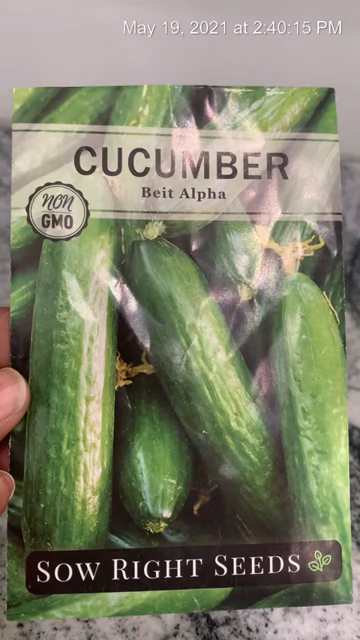 May 19, 2021 at 2:40:15 PM
CUCUMBER
Beit Alpha
non
GMO
SOW RIGHT SEEDS